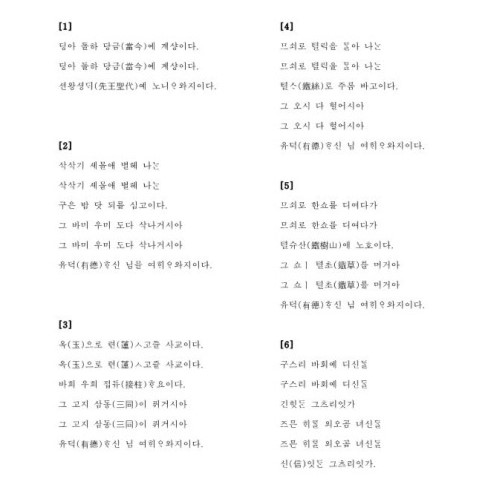 [1]
딩아 돌하 당금(當今)에 계샹이다.
딩아 돌하 당금(當今)에 계샹이다.
션왕셩ᄃᆡ(先王聖代)예 노니ᄋᆞ와지이다.
[2]
삭삭기 셰몰애 별헤 나ᄂᆞᆫ
삭삭기 셰몰애 별헤 나ᄂᆞᆫ
구은 밤 닷 되를 심고이다.
그 바미 우미 도다 삭나거시아
그 바미 우미 도다 삭나거시아
유덕(有德)ᄒᆞ신 님을 여ᄒᆡᄋᆞ와지이다.
[3]
옥(玉)으로 련(蓮)ㅅ고즐 사교이다.
옥(玉)으로 련(蓮)ㅅ고즐 사교이다.
바회 우희 접듀(接柱)ᄒᆞ요이다.
그 고지 삼동(三同)이 퓌거시아
그 고지 삼동(三同)이 퓌거시아
유덕(有德)ᄒᆞ신 님 여ᄒᆡᄋᆞ와지이다.
[4]
므쇠로 텰릭을 ᄆᆞᆯ아 나ᄂᆞᆫ
므쇠로 텰릭을 ᄆᆞᆯ아 나ᄂᆞᆫ
텰ᄉᆞ(鐵絲)로 주롬 바고이다.
그 오시 다 헐어시아
그 오시 다 헐어시아
유덕(有德)ᄒᆞ신 님 여ᄒᆡᄋᆞ와지이다.
[5]
므쇠로 한쇼를 디여다가
므쇠로 한쇼를 디여다가
텰슈산(鐵樹山)애 노호이다.
그 쇼ㅣ 텰초(鐵草)를 머거아
그 쇼ㅣ 텰초(鐵草)를 머거아
유덕(有德)ᄒᆞ신 님 여ᄒᆡᄋᆞ와지이다.
[6]
구스리 바회예 디신ᄃᆞᆯ
구스리 바회예 디신ᄃᆞᆯ
긴힛ᄃᆞᆫ 그츠리잇가
즈믄 ᄒᆡᄅᆞᆯ 외오곰 녀신ᄃᆞᆯ
즈믄 ᄒᆡᄅᆞᆯ 외오곰 녀신ᄃᆞᆯ
신(信)잇ᄃᆞᆫ 그츠리잇가.